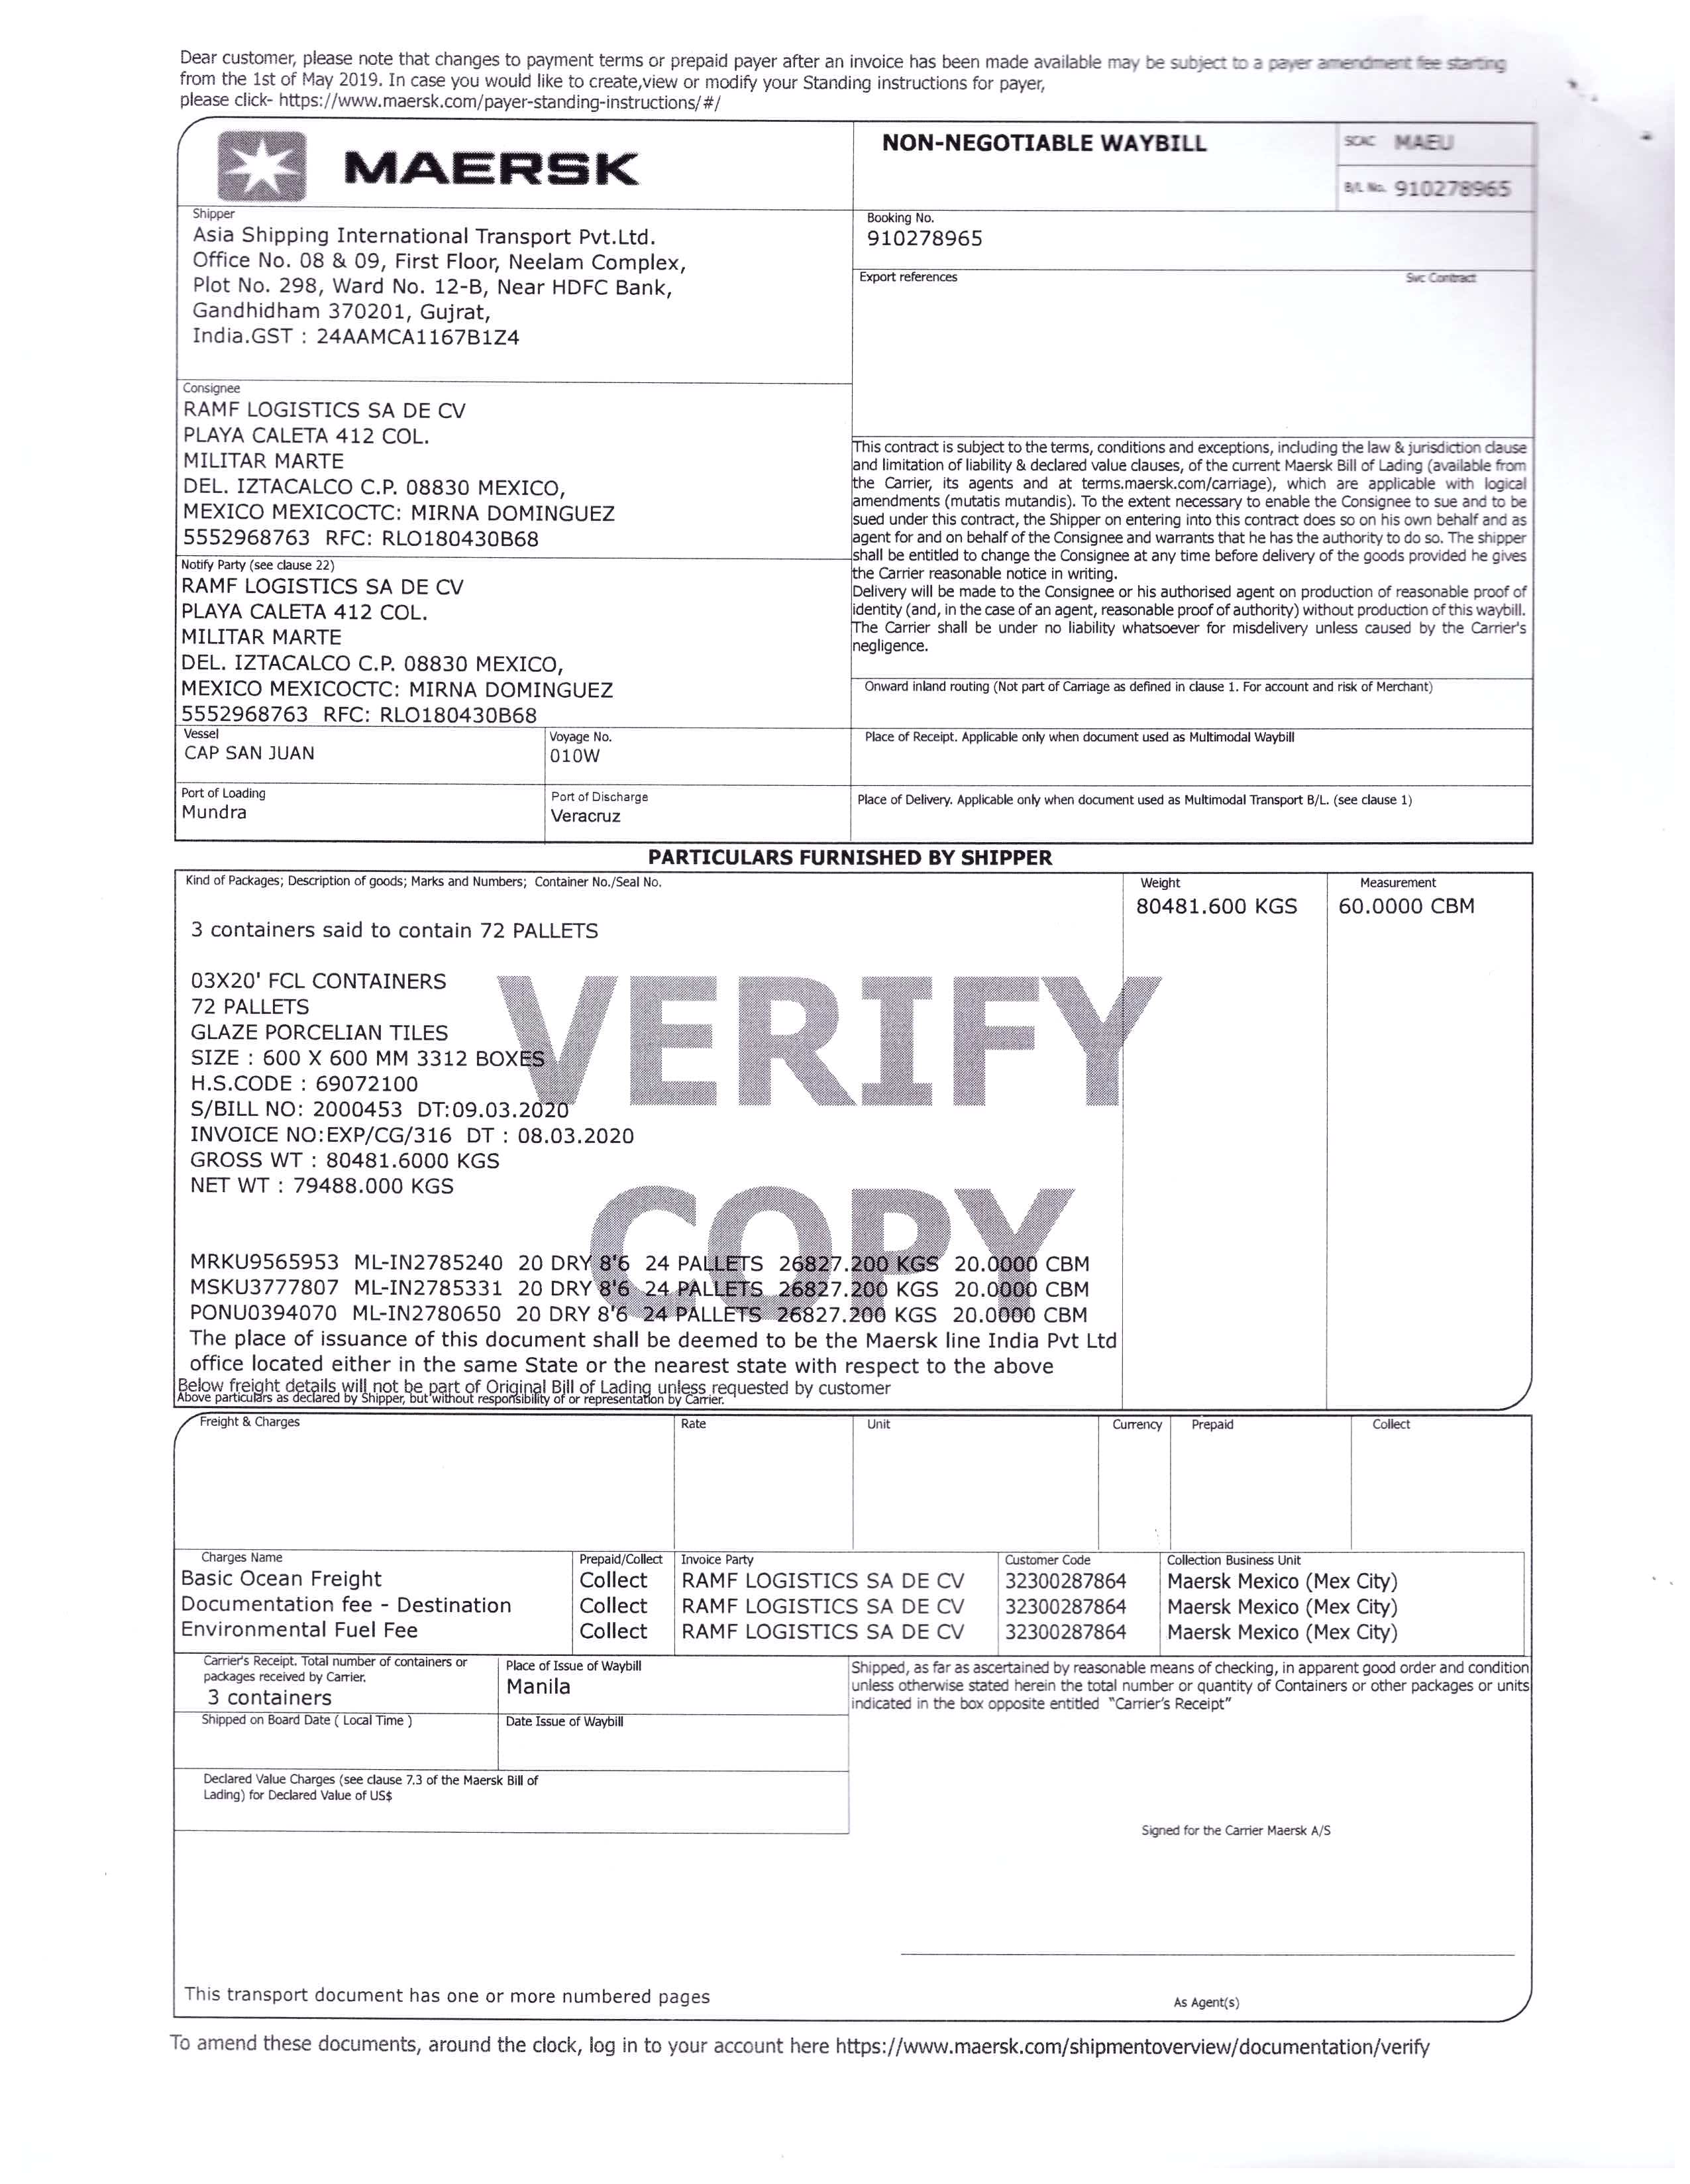 Dear customer, please note that changes to payment terms or prepaid payer after an invoice has been made available may be subject to a payer amendment fee starting
from the 1st of May 2019. In case you would like to create,view or modify your Standing instructions for payer,
please click- https://www.maersk.com/payer-standing-instructions/#/
MAERSK
NON-NEGOTIABLE WAYBILL
SCAC MAEU
B/L No. 910278965
Shipper
Asia Shipping International Transport Pvt.Ltd.
Office No. 08 & 09, First Floor, Neelam Complex,
Plot No. 298, Ward No. 12-B, Near HDFC Bank,
Gandhidham 370201, Gujrat,
India.GST : 24AAMCA1167B1Z4
Booking No.
910278965
Export references Svc Contract
Consignee
RAMF LOGISTICS SA DE CV
PLAYA CALETA 412 COL.
MILITAR MARTE
DEL. IZTACALCO C.P. 08830 MEXICO,
MEXICO MEXICOCTC: MIRNA DOMINGUEZ
5552968763 RFC: RLO180430B68
Notify Party (see clause 22)
RAMF LOGISTICS SA DE CV
PLAYA CALETA 412 COL.
MILITAR MARTE
DEL. IZTACALCO C.P. 08830 MEXICO,
MEXICO MEXICOCTC: MIRNA DOMINGUEZ
5552968763 RFC: RLO180430B68
This contract is subject to the terms, conditions and exceptions, including the law & jurisdiction clause
and limitation of liability & declared value clauses, of the current Maersk Bill of Lading (available from
the Carrier, its agents and at terms.maersk.com/carriage), which are applicable with logical
amendments (mutatis mutandis). To the extent necessary to enable the Consignee to sue and to be
sued under this contract, the Shipper on entering into this contract does so on his own behalf and as
agent for and on behalf of the Consignee and warrants that he has the authority to do so. The shipper
shall be entitled to change the Consignee at any time before delivery of the goods provided he gives
the Carrier reasonable notice in writing.
Delivery will be made to the Consignee or his authorised agent on production of reasonable proof of
identity (and, in the case of an agent, reasonable proof of authority) without production of this waybill.
The Carrier shall be under no liability whatsoever for misdelivery unless caused by the Carrier's
negligence.
Onward inland routing (Not part of Carriage as defined in clause 1. For account and risk of Merchant)
Vessel
CAP SAN JUAN
Voyage No.
010W
Place of Receipt. Applicable only when document used as Multimodal Waybill
Port of Loading
Mundra
Port of Discharge
Veracruz
Place of Delivery. Applicable only when document used as Multimodal Transport B/L. (see clause 1)
PARTICULARS FURNISHED BY SHIPPER
Kind of Packages; Description of goods; Marks and Numbers; Container No./Seal No.
Weight
80481.600 KGS
Measurement
60.0000 CBM
3 containers said to contain 72 PALLETS
03X20' FCL CONTAINERS
72 PALLETS
GLAZE PORCELIAN TILES
SIZE : 600 X 600 MM 3312 BOXES
H.S.CODE : 69072100
S/BILL NO: 2000453 DT:09.03.2020
INVOICE NO:EXP/CG/316 DT : 08.03.2020
GROSS WT : 80481.6000 KGS
NET WT : 79488.000 KGS
VERIFY
COPY
MRKU9565953 ML-IN2785240 20 DRY 8'6 24 PALLETS 26827.200 KGS 20.0000 CBM
MSKU3777807 ML-IN2785331 20 DRY 8'6 24 PALLETS 26827.200 KGS 20.0000 CBM
PONU0394070 ML-IN2780650 20 DRY 8'6 24 PALLETS 26827.200 KGS 20.0000 CBM
The place of issuance of this document shall be deemed to be the Maersk line India Pvt Ltd
office located either in the same State or the nearest state with respect to the above
Below freight details will not be part of Original Bill of Lading unless requested by customer
Above particulars as declared by Shipper, but without responsibility of or representation by Carrier.
Freight & Charges Rate Unit Currency Prepaid Collect
Charges Name Prepaid/Collect Invoice Party Customer Code Collection Business Unit
Basic Ocean Freight Collect RAMF LOGISTICS SA DE CV 32300287864 Maersk Mexico (Mex City)
Documentation fee - Destination Collect RAMF LOGISTICS SA DE CV 32300287864 Maersk Mexico (Mex City)
Environmental Fuel Fee Collect RAMF LOGISTICS SA DE CV 32300287864 Maersk Mexico (Mex City)
Carrier's Receipt. Total number of containers or
packages received by Carrier.
3 containers
Place of Issue of Waybill
Manila
Shipped, as far as ascertained by reasonable means of checking, in apparent good order and condition
unless otherwise stated herein the total number or quantity of Containers or other packages or units
indicated in the box opposite entitled "Carrier's Receipt"
Shipped on Board Date ( Local Time )
Date Issue of Waybill
Declared Value Charges (see clause 7.3 of the Maersk Bill of
Lading) for Declared Value of US$
Signed for the Carrier Maersk A/S
This transport document has one or more numbered pages
As Agent(s)
To amend these documents, around the clock, log in to your account here https://www.maersk.com/shipmentoverview/documentation/verify